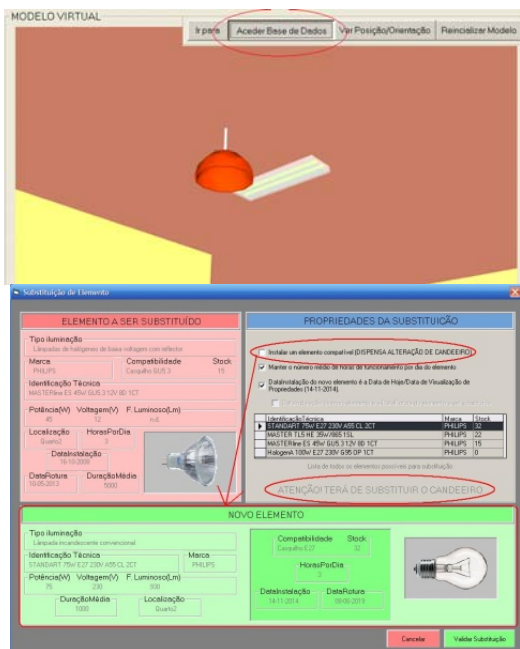 MODELO VIRTUAL
Ir para
Aceder Base de Dados
Ver Posição/Orientação
Reinicializar Modelo
Substituição de Elemento
ELEMENTO A SER SUBSTITUÍDO
Tipo iluminação
Lâmpadas de halógeneo de baixa voltagem com reflector
Marca
Compatibilidade
Stock
PHILIPS
Casquilho GU5.3
15
Identificação Técnica
MASTERline ES 45W GU5.3 12V 8D 1CT
Potência(W)
Voltagem(V)
F. Luminoso(Lm)
45
12
Localização
HorasPorDia
Quarto2
3
DataInstalação
16-10-2008
DataRotura
DuraçãoMédia
10-05-2013
5000
PROPRIEDADES DA SUBSTITUIÇÃO
Instalar um elemento compatível (DISPENSA ALTERAÇÃO DE CANDEEIRO)
Manter o número médio de horas de funcionamento por dia do elemento
DataInstalação do novo elemento é a Data de Hoje/Data de Visualização de
Propriedades (14-11-2014).
IdentificaçãoTécnica Marca Stock
STANDART 75W E27 230V A55 CL 2CT PHILIPS 32
MASTER TL5 HE 35W/865 1SL PHILIPS 22
MASTERline ES 45W GU5.3 12V 8D 1CT PHILIPS 15
HalogenA 100W E27 230V G95 OP 1CT PHILIPS 0
Lista de todos os elementos possíveis para substituição
ATENÇÃO! TERÁ DE SUBSTITUIR O CANDEEIRO
NOVO ELEMENTO
Tipo iluminação
Lâmpada incandescente convencional
Identificação Técnica
Marca
STANDART 75W E27 230V A55 CL 2CT
PHILIPS
Potência(W)
Voltagem(V)
F. Luminoso(Lm)
75
230
930
DuraçãoMédia
Localização
1000
Quarto2
Compatibilidade
Stock
Casquilho E27
32
HorasPorDia
3
DataInstalação
DataRotura
14-11-2014
Cancelar
Validar Substituição